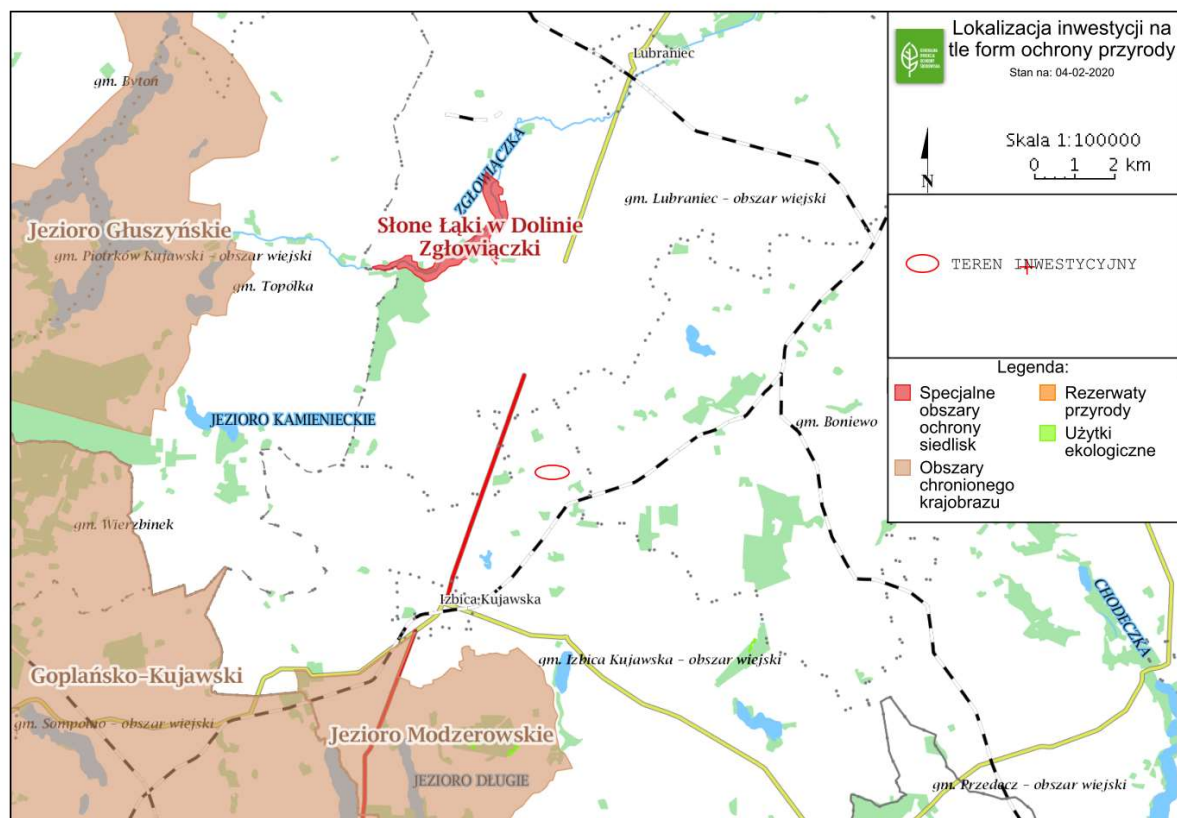 Lokalizacja inwestycji na
tle form ochrony przyrody
Stan na: 04-02-2020
Skala 1:100000
0 1 2 km
N
TEREN INWESTYCYJNY
Legenda:
Specjalne
obszary
ochrony
siedlisk
Obszary
chronionego
krajobrazu
Rezerwaty
przyrody
Użytki
ekologiczne
Lubraniec
gm. Bytoń
ZGŁOWIĄCZKA
gm. Lubraniec - obszar wiejski
Słone Łąki w Dolinie
Zgłowiączki
Jezioro Głuszyńskie
gm. Piotrków Kujawski - obszar wiejski
gm. Topólka
JEZIORO KAMIENIECKIE
gm. Boniewo
gm. Wierzbinek
CHODECZKA
Izbica Kujawska
gm. Izbica Kujawska - obszar wiejski
Goplańsko-Kujawski
gm. Sompolno - obszar wiejski
Jezioro Modzerowskie
JEZIORO DŁUGIE
gm. Przedecz - obszar wiejski